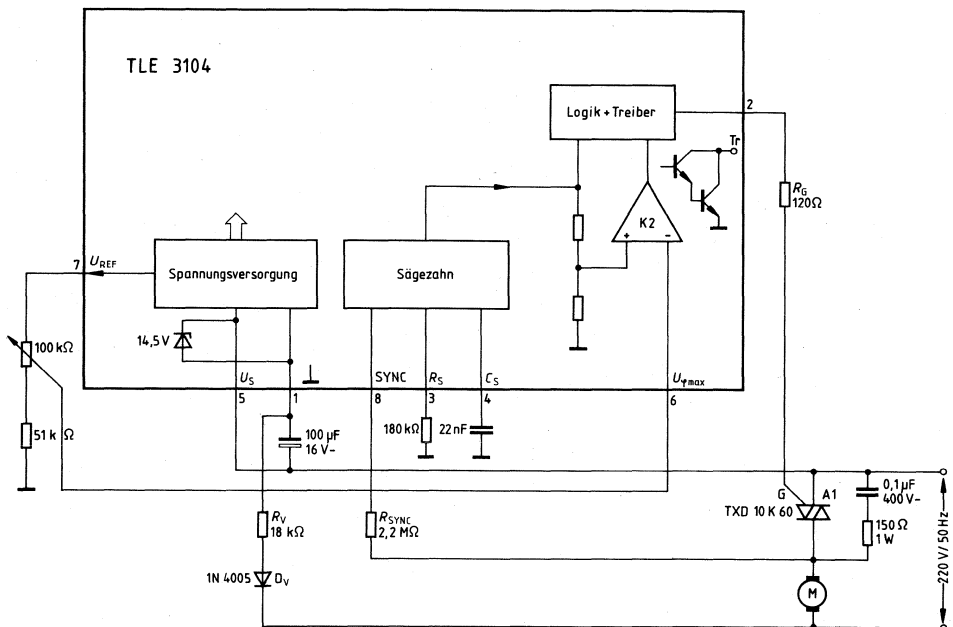 TLE 3104
Logik + Treiber
2
Tr
R_G
120Ω
K2
+ -
7 U_REF
Spannungsversorgung
Sägezahn
14,5V
100 kΩ
U_S SYNC R_S C_S U_φmax
5 1 8 3 4 6
51 k Ω
100 µF
16 V-
180 kΩ
22 nF
G A1
TXD 10 K 60
0,1 µF
400 V-
150 Ω
1 W
R_V
18 kΩ
R_SYNC
2,2 MΩ
1N 4005 D_V
M
220 V/ 50 Hz